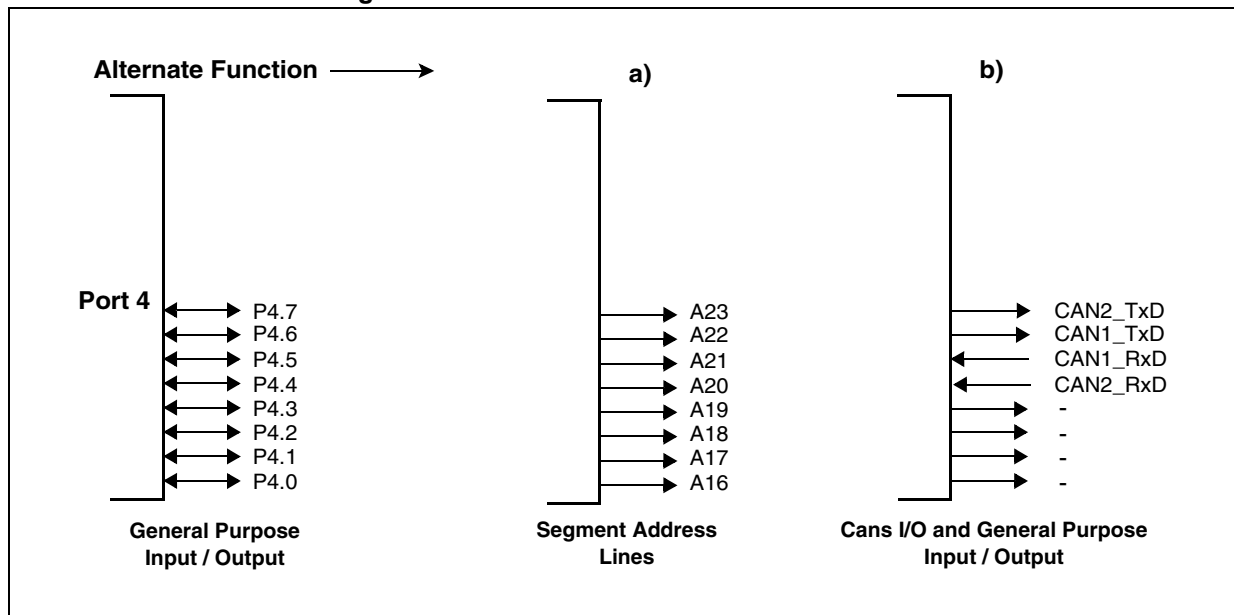 Alternate Function
a)
b)
Port 4
P4.7
P4.6
P4.5
P4.4
P4.3
P4.2
P4.1
P4.0
General Purpose
Input / Output
A23
A22
A21
A20
A19
A18
A17
A16
Segment Address
Lines
CAN2_TxD
CAN1_TxD
CAN1_RxD
CAN2_RxD
-
-
-
-
Cans I/O and General Purpose
Input / Output